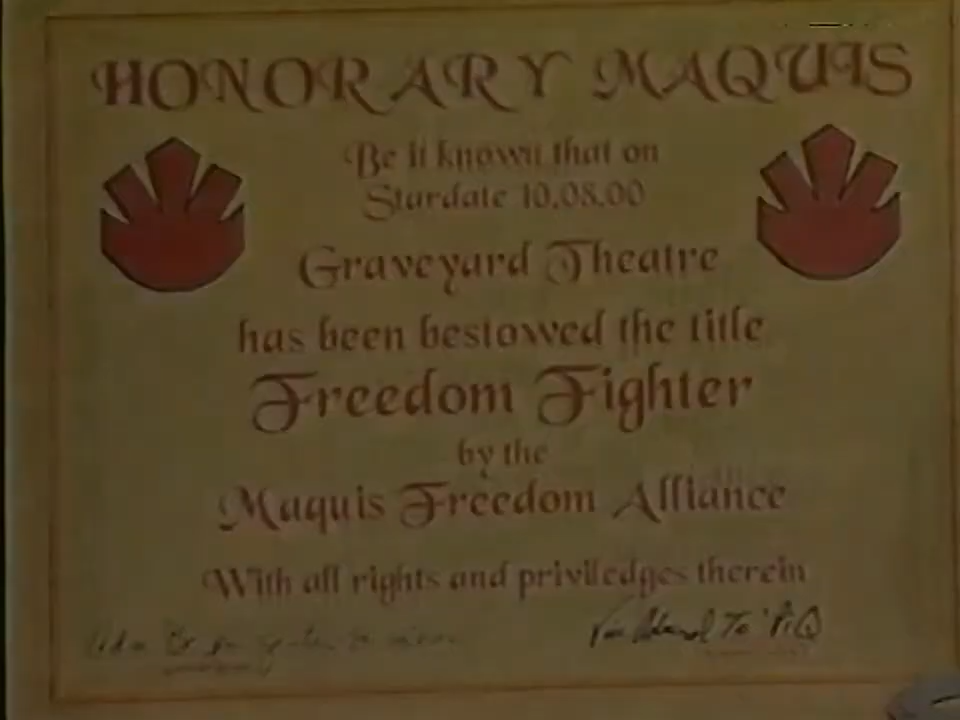 HONORARY MAQUIS
Be it known that on
Stardate 10.08.00
Graveyard Theatre
has been bestowed the title
Freedom Fighter
by the
Maquis Freedom Alliance
With all rights and priviledges therein